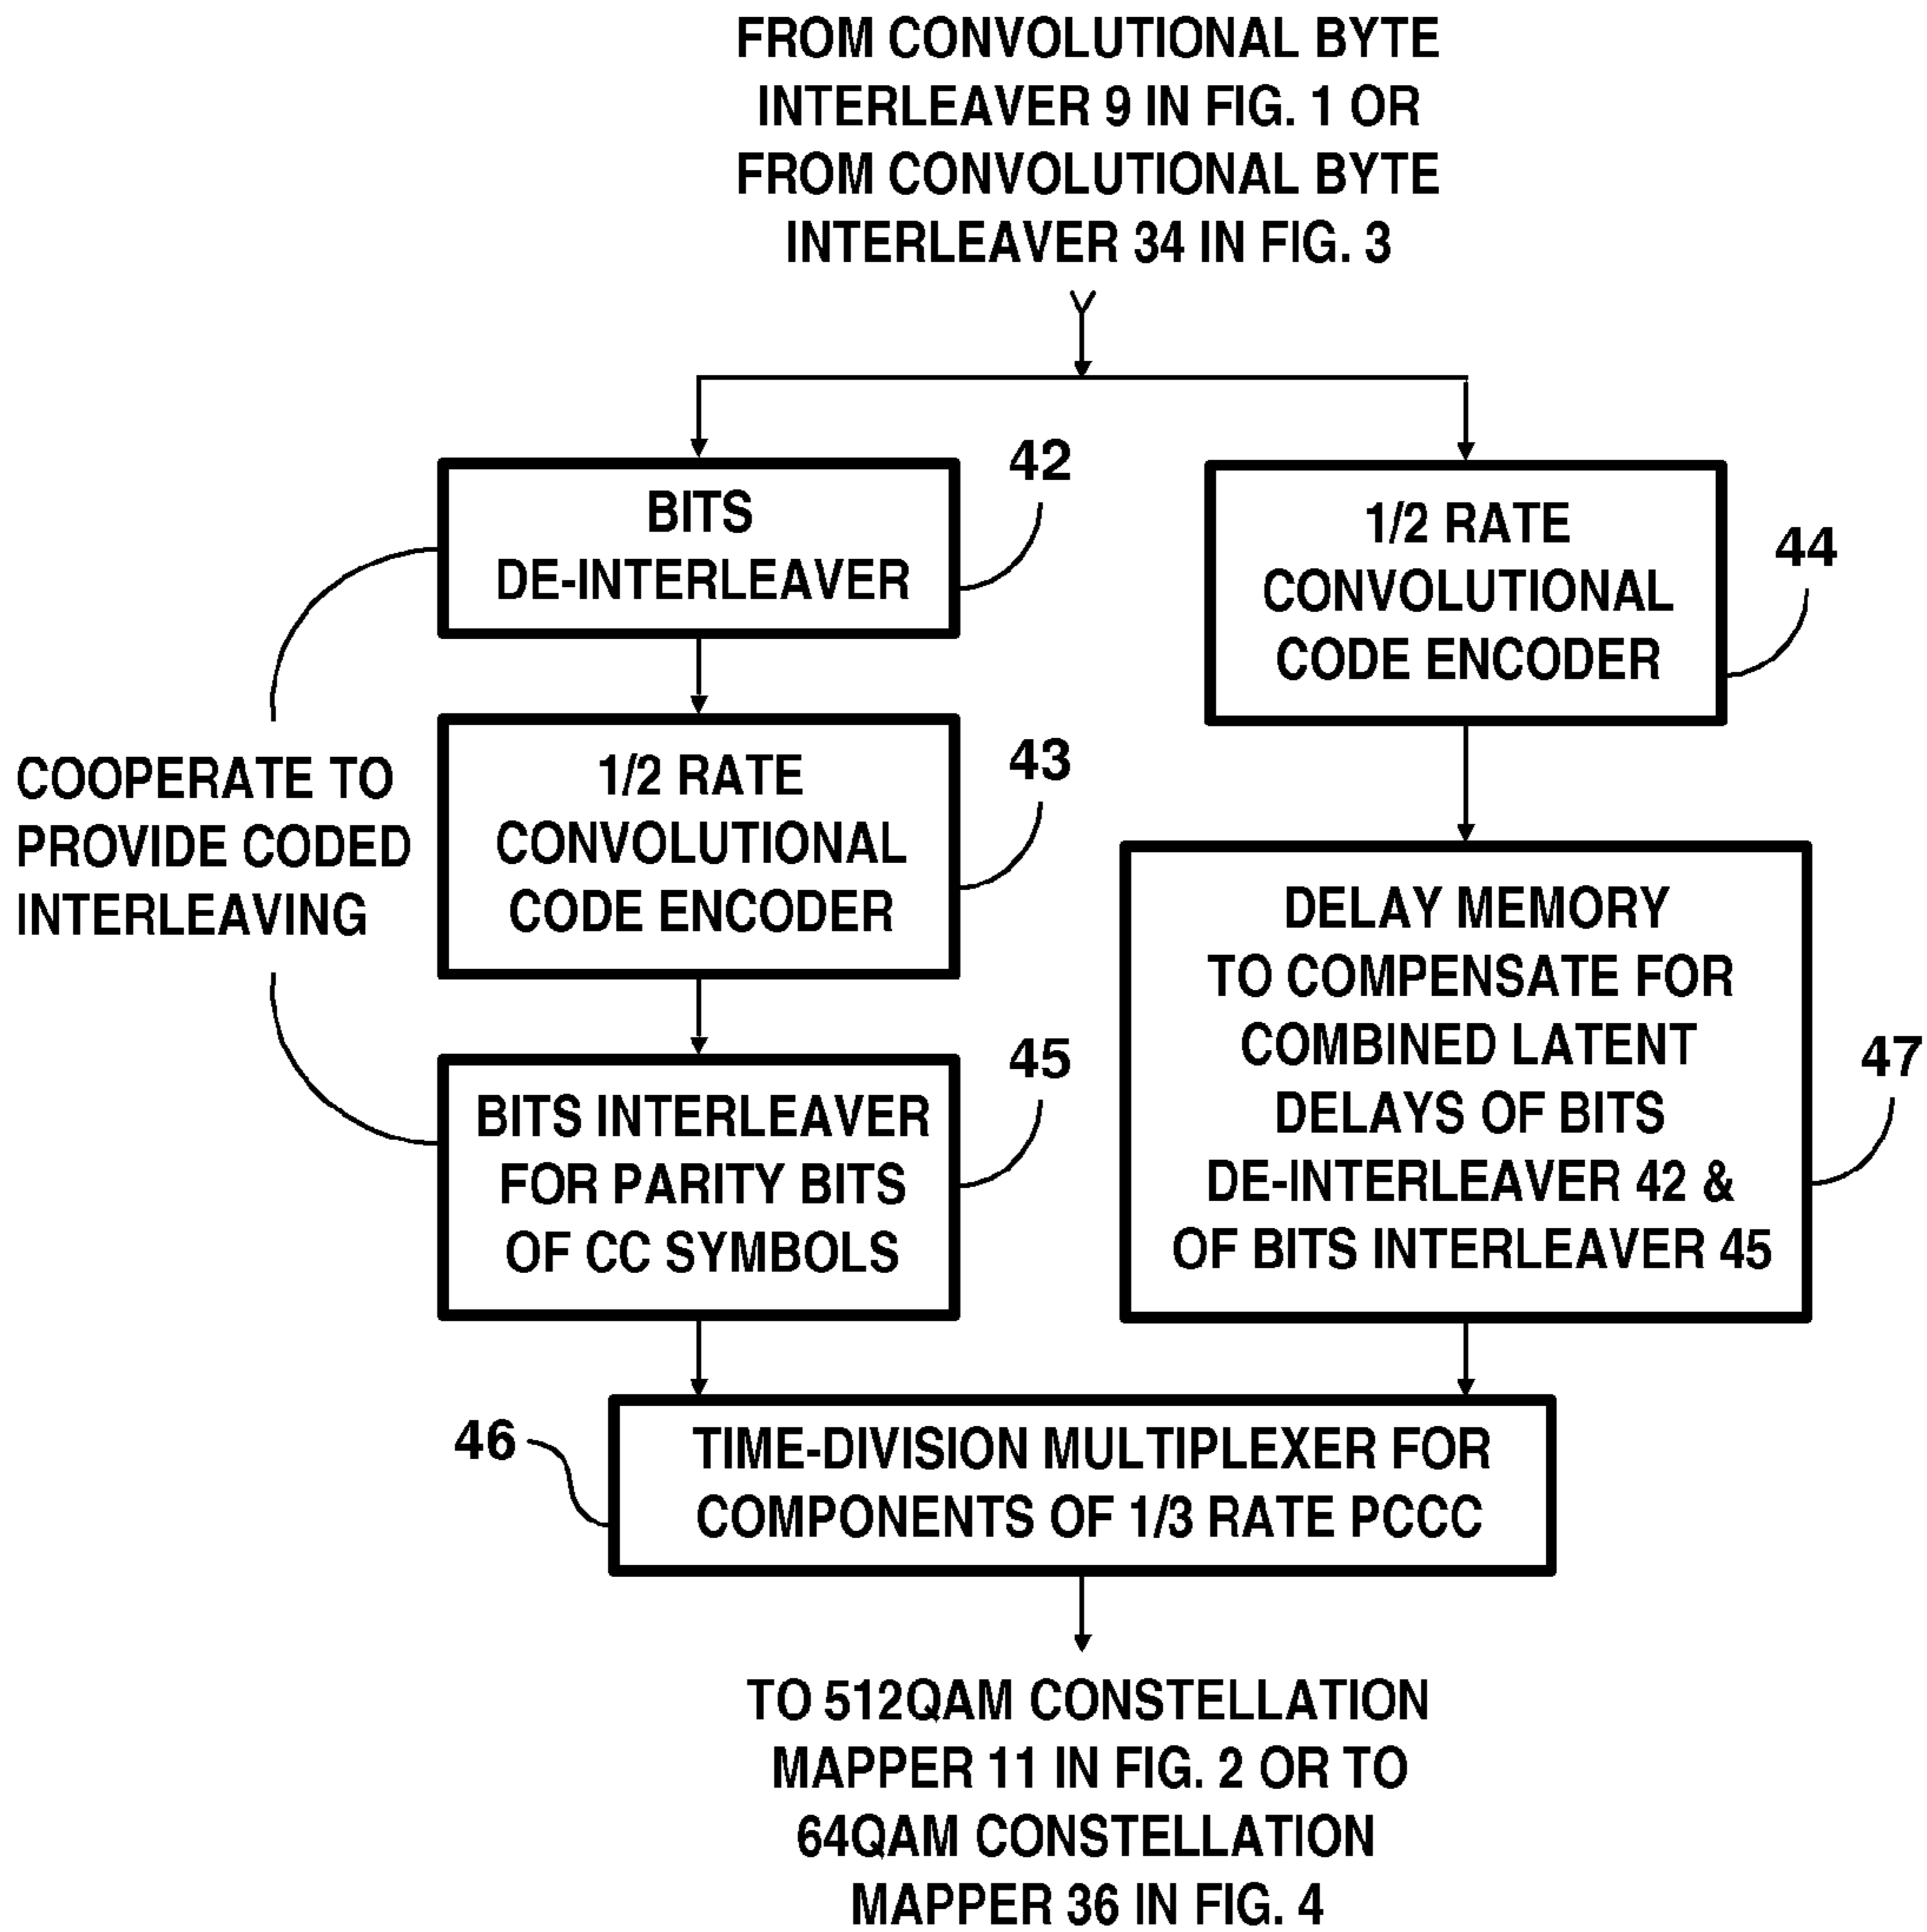 FROM CONVOLUTIONAL BYTE
INTERLEAVER 9 IN FIG. 1 OR
FROM CONVOLUTIONAL BYTE
INTERLEAVER 34 IN FIG. 3
42
BITS
DE-INTERLEAVER
44
1/2 RATE
CONVOLUTIONAL
CODE ENCODER
COOPERATE TO
PROVIDE CODED
INTERLEAVING
43
1/2 RATE
CONVOLUTIONAL
CODE ENCODER
45
BITS INTERLEAVER
FOR PARITY BITS
OF CC SYMBOLS
47
DELAY MEMORY
TO COMPENSATE FOR
COMBINED LATENT
DELAYS OF BITS
DE-INTERLEAVER 42 &
OF BITS INTERLEAVER 45
46
TIME-DIVISION MULTIPLEXER FOR
COMPONENTS OF 1/3 RATE PCCC
TO 512QAM CONSTELLATION
MAPPER 11 IN FIG. 2 OR TO
64QAM CONSTELLATION
MAPPER 36 IN FIG. 4